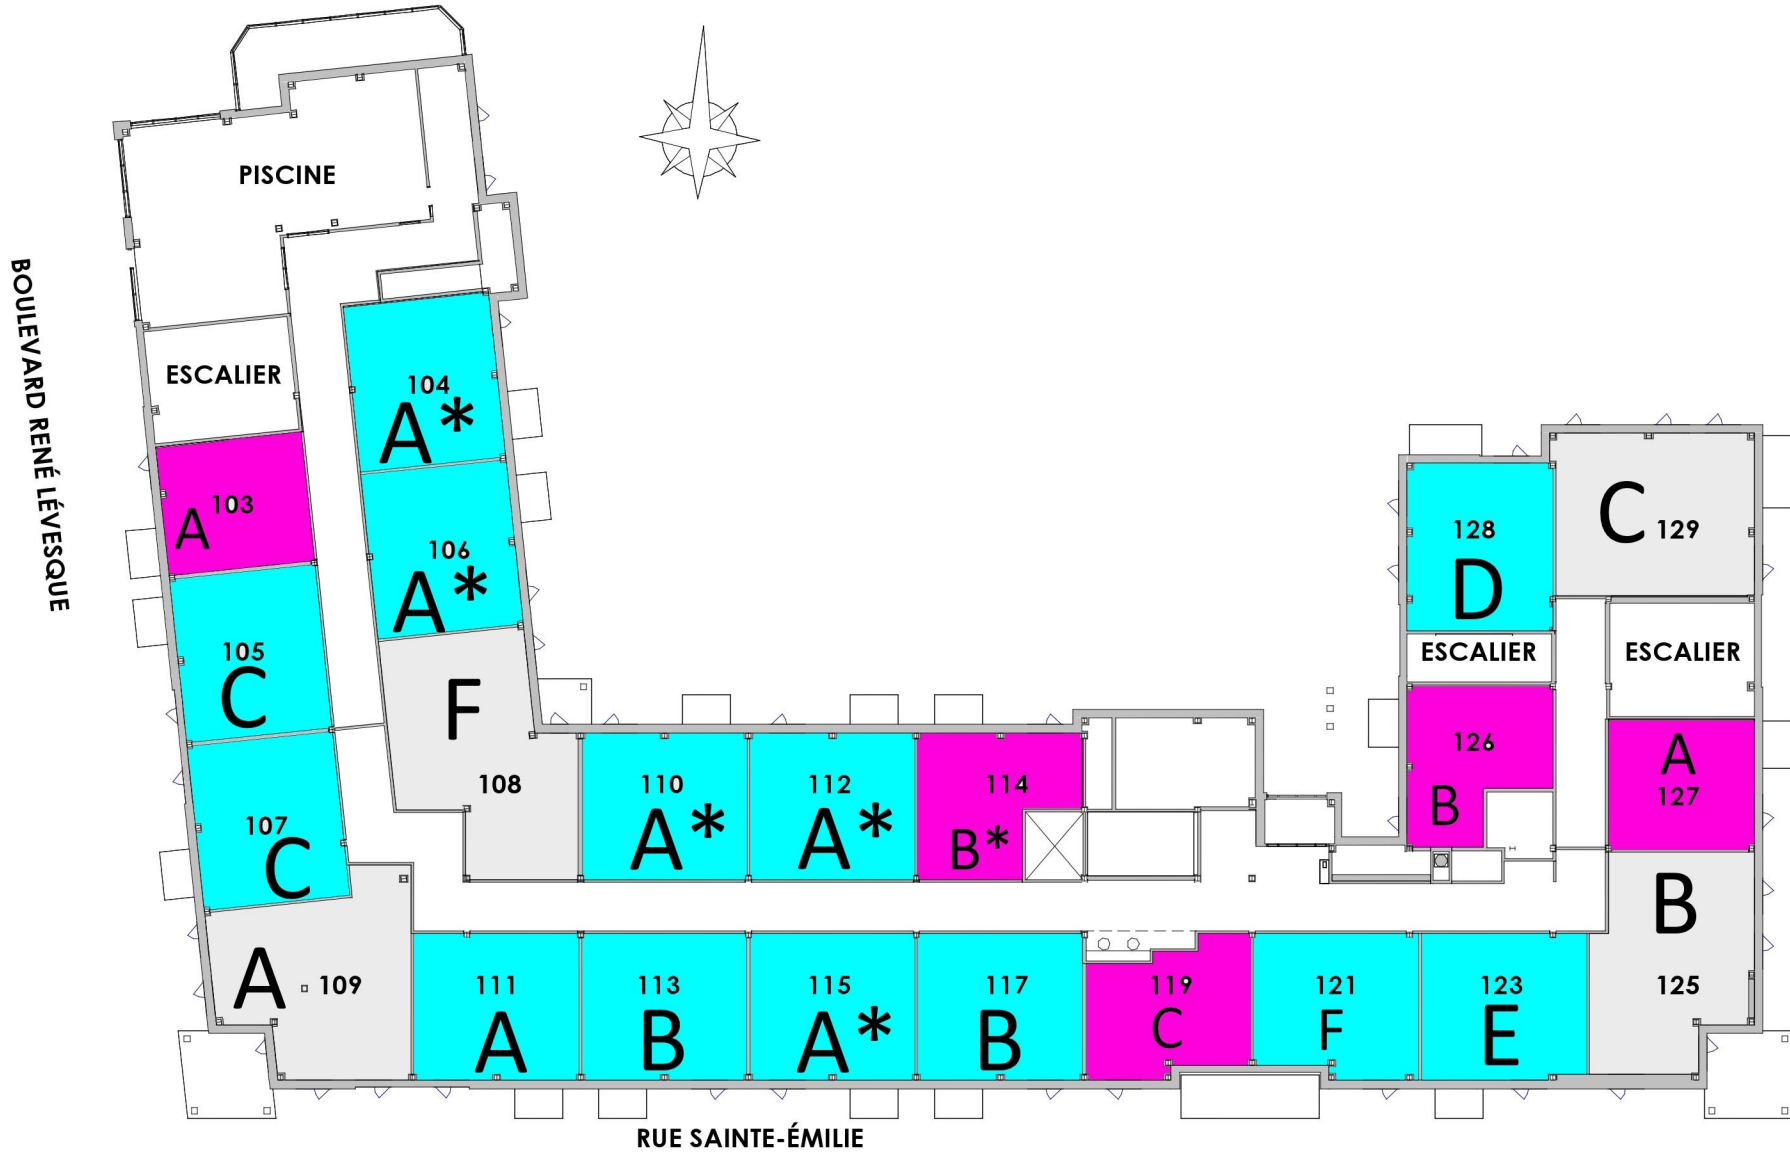 PISCINE
BOULEVARD RENÉ LÉVESQUE
ESCALIER
104
A*
103
A
106
A*
105
C
F
108
107
C
A
109
110
A*
112
A*
114
B*
111
A
113
B
115
A*
117
B
119
C
121
F
123
E
128
D
C
129
ESCALIER
ESCALIER
126
B
A
127
B
125
RUE SAINTE-ÉMILIE